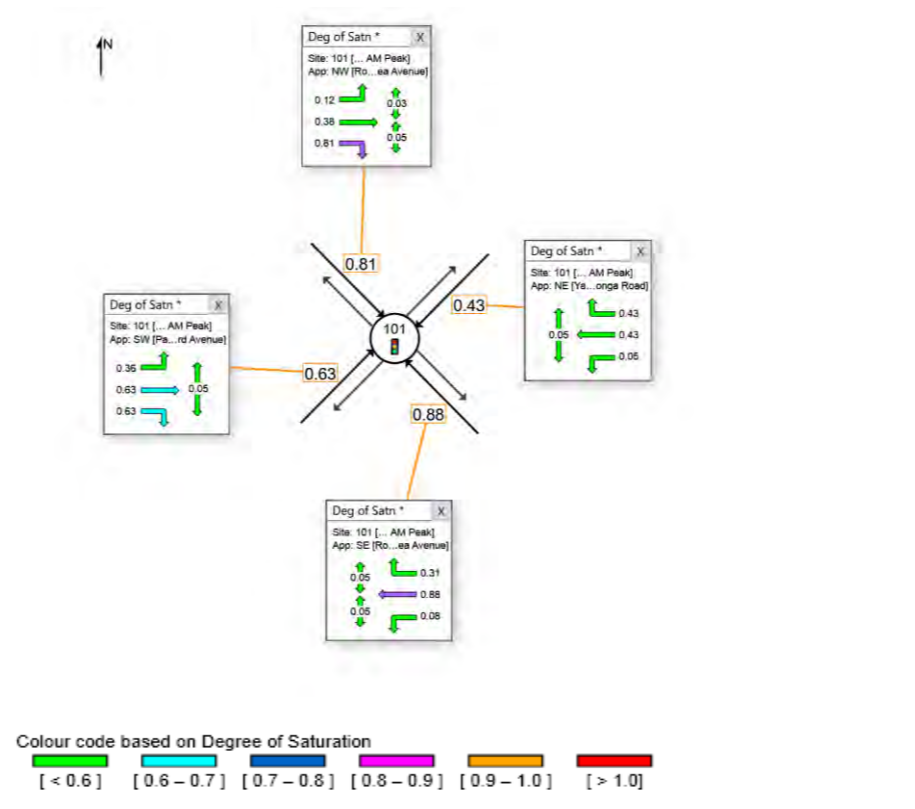 N
Deg of Satn * X
Site: 101 [... AM Peak]
App: NW [Ro...ea Avenue]
0.12
0.03
0.38
0.05
0.81
0.81
Deg of Satn * X
Site: 101 [... AM Peak]
App: NE [Ya...onga Road]
0.43
0.05
0.43
0.05
0.43
101
Deg of Satn * X
Site: 101 [... AM Peak]
App: SW [Pa...rd Avenue]
0.36
0.63
0.05
0.63
0.63
0.88
Deg of Satn * X
Site: 101 [... AM Peak]
App: SE [Ro...ea Avenue]
0.05
0.31
0.88
0.05
0.08
Colour code based on Degree of Saturation
[ < 0.6 ] [ 0.6 – 0.7 ] [ 0.7 – 0.8 ] [ 0.8 – 0.9 ] [ 0.9 – 1.0 ] [ > 1.0]